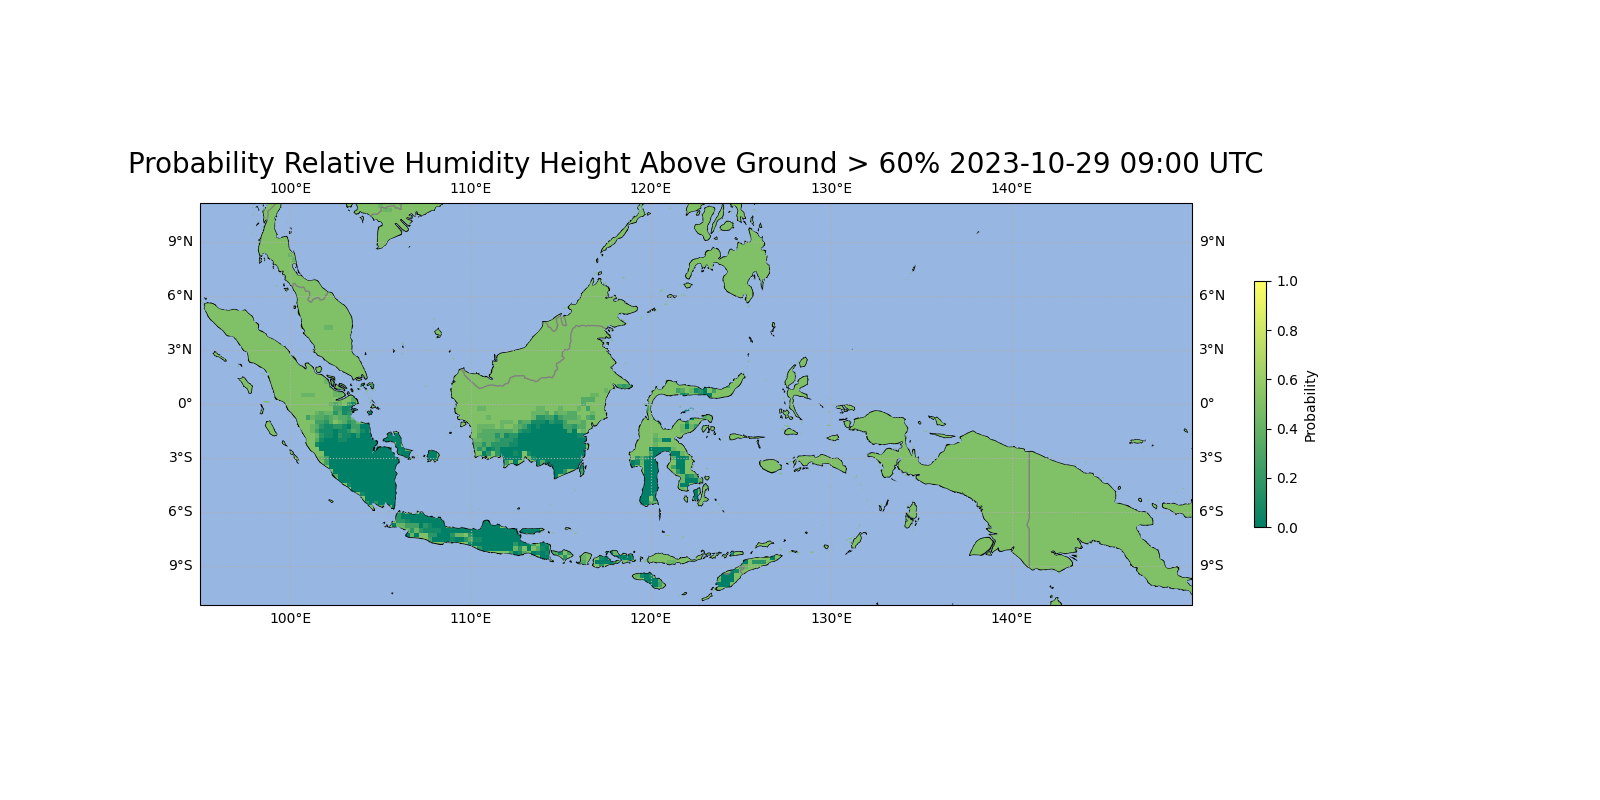 Probability Relative Humidity Height Above Ground > 60% 2023-10-29 09:00 UTC
100°E 110°E 120°E 130°E 140°E
9°N 9°N
6°N 6°N
3°N 3°N
0° 0°
3°S 3°S
6°S 6°S
9°S 9°S
100°E 110°E 120°E 130°E 140°E
1.0
0.8
0.6
0.4
0.2
0.0
Probability